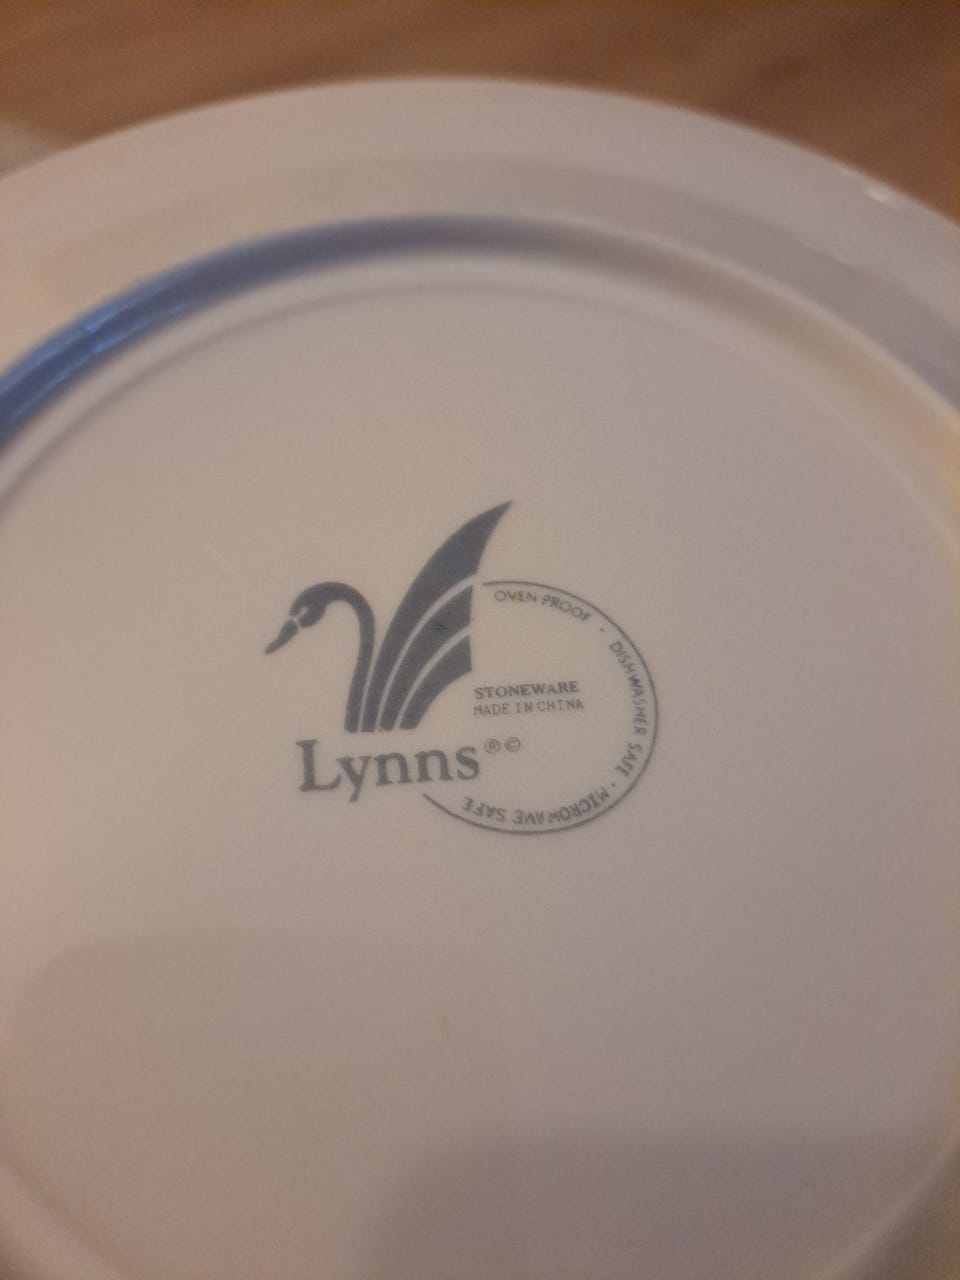 OVEN PROOF · DISHWASHER SAFE · MICROWAVE SAFE
STONEWARE
MADE IN CHINA
Lynns®©